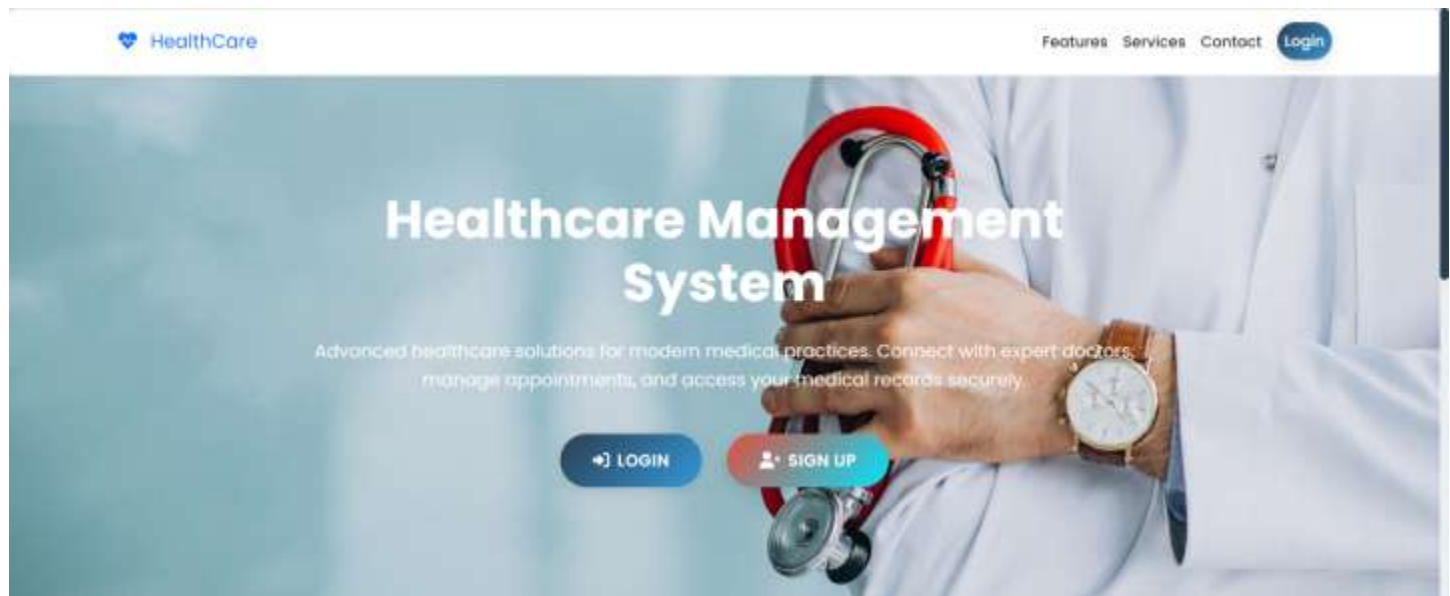 HealthCare
Features Services Contact Login
Healthcare Management
System
Advanced healthcare solutions for modern medical practices. Connect with expert doctors,
manage appointments, and access your medical records securely.
LOGIN SIGN UP